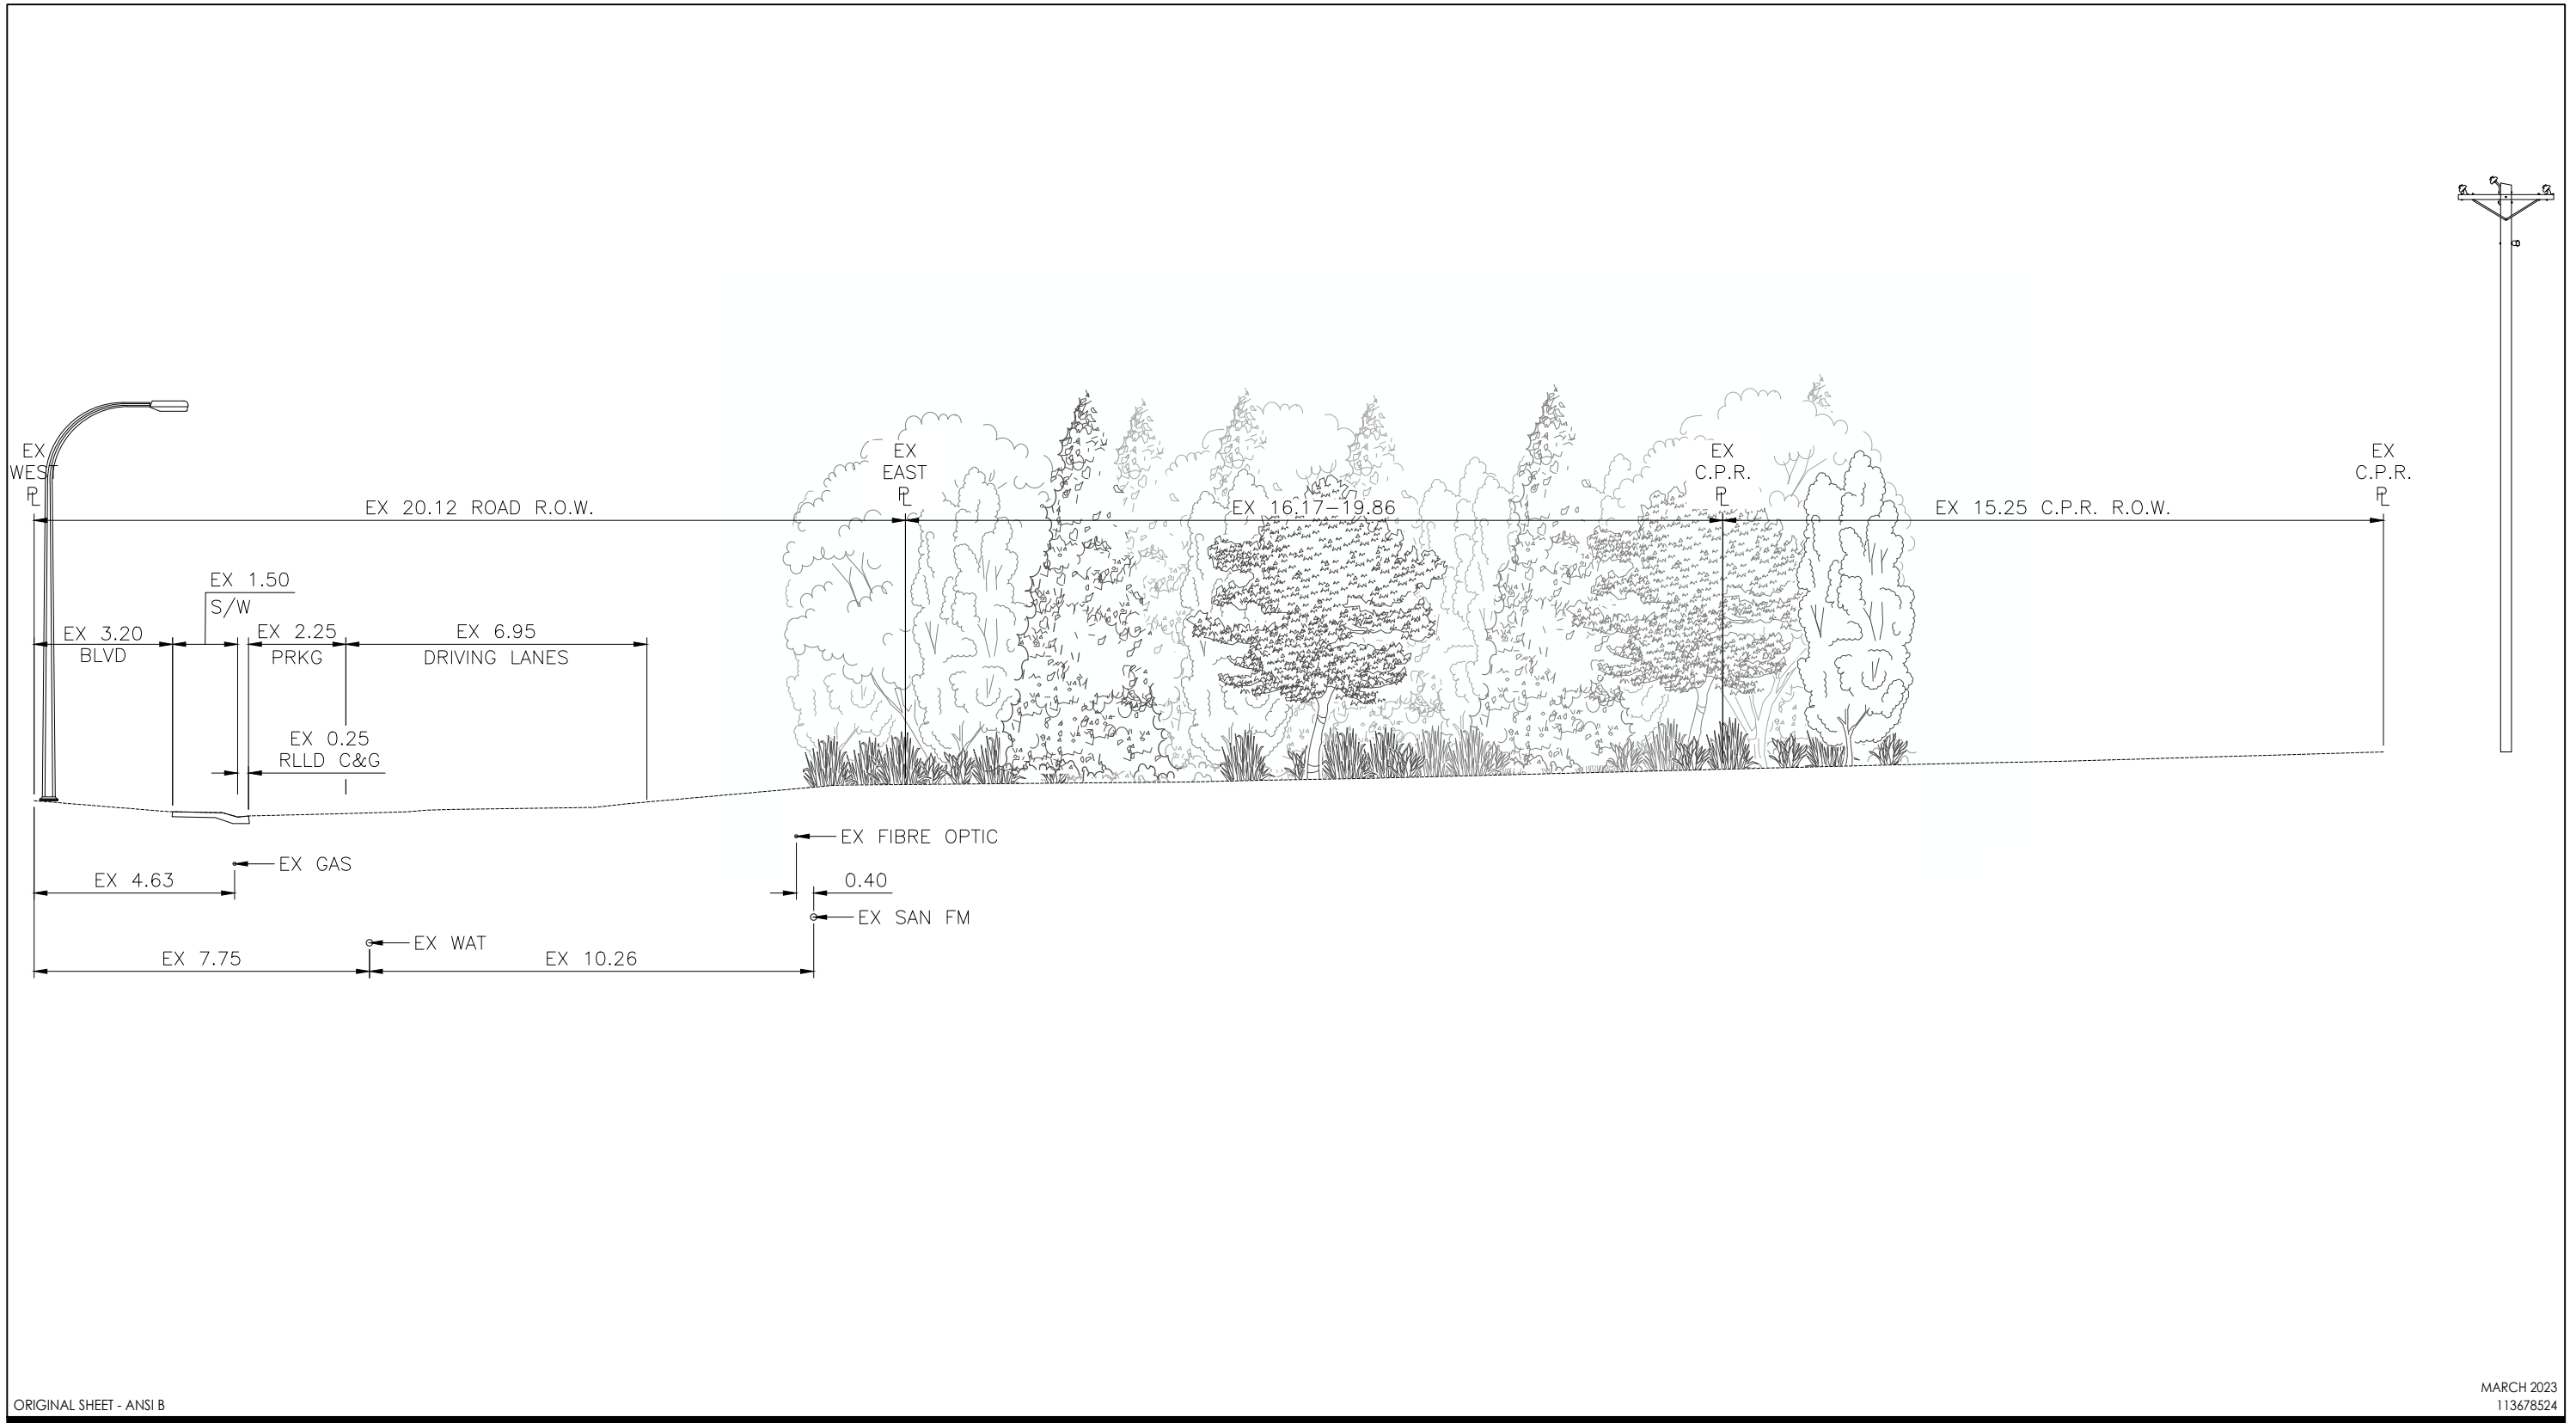 EX
WEST
PL
EX
EAST
PL
EX
C.P.R.
PL
EX
C.P.R.
PL
EX 20.12 ROAD R.O.W.
EX 16.17-19.86
EX 15.25 C.P.R. R.O.W.
EX 1.50
S/W
EX 3.20
BLVD
EX 2.25
PRKG
EX 6.95
DRIVING LANES
EX 0.25
RLLD C&G
EX FIBRE OPTIC
EX GAS
EX 4.63
0.40
EX SAN FM
EX WAT
EX 7.75
EX 10.26
ORIGINAL SHEET - ANSI B
MARCH 2023
113678524